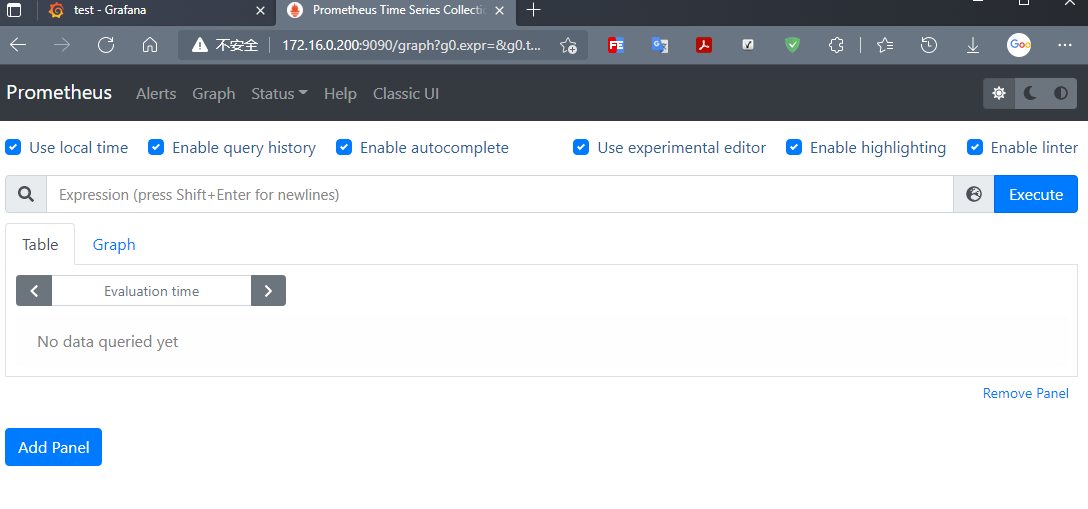 test - Grafana
Prometheus Time Series Collectio
不安全 172.16.0.200:9090/graph?g0.expr=&g0.t...
Prometheus Alerts Graph Status Help Classic UI
Use local time Enable query history Enable autocomplete Use experimental editor Enable highlighting Enable linter
Expression (press Shift+Enter for newlines) Execute
Table Graph
Evaluation time
No data queried yet
Remove Panel
Add Panel